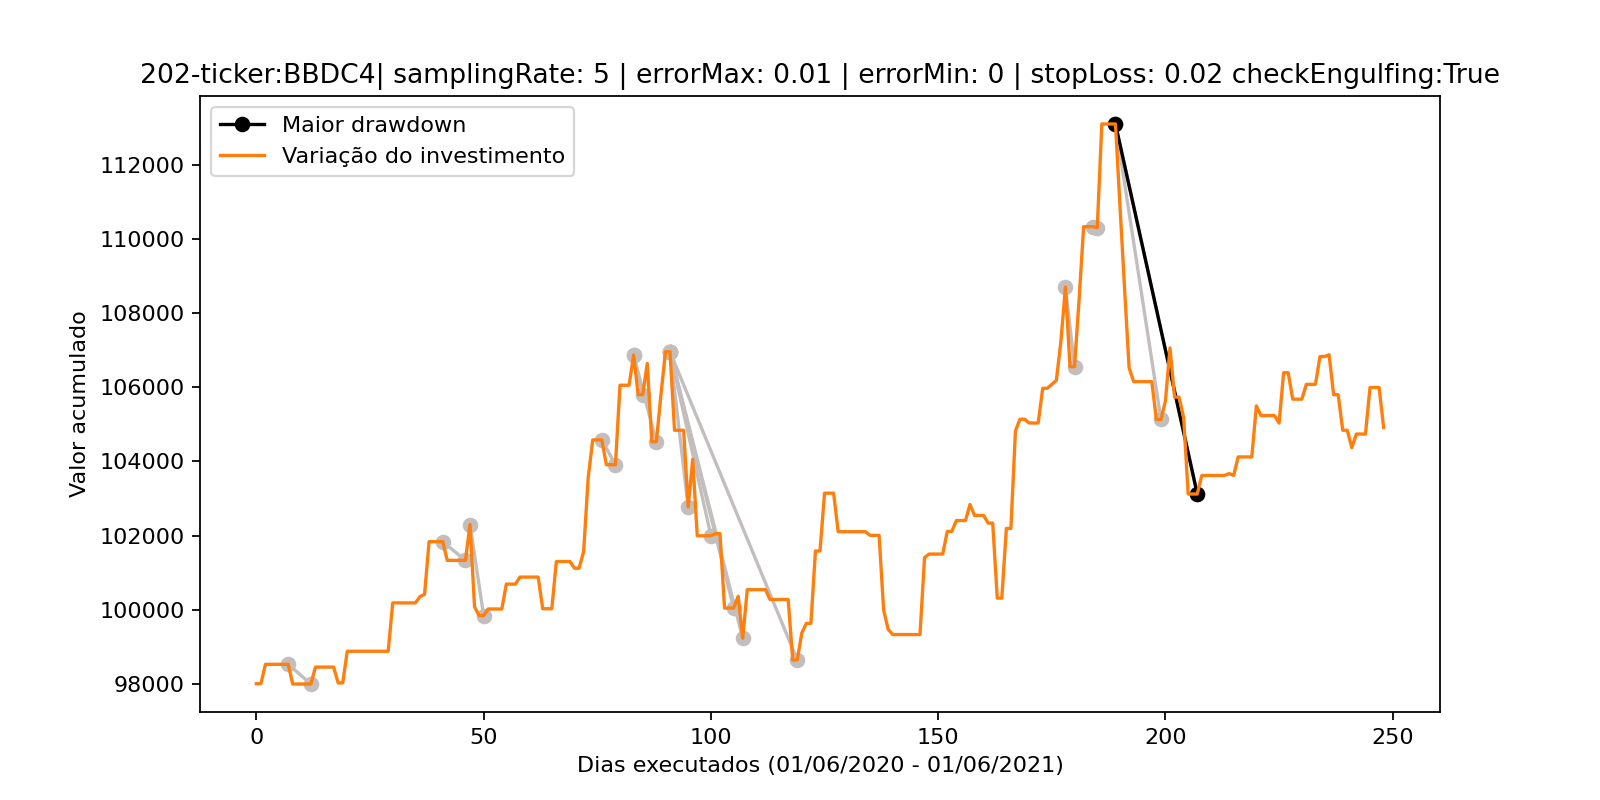 202-ticker:BBDC4| samplingRate: 5 | errorMax: 0.01 | errorMin: 0 | stopLoss: 0.02 checkEngulfing:True
Maior drawdown
Variação do investimento
112000
110000
108000
106000
104000
102000
100000
98000
Valor acumulado
0 50 100 150 200 250
Dias executados (01/06/2020 - 01/06/2021)